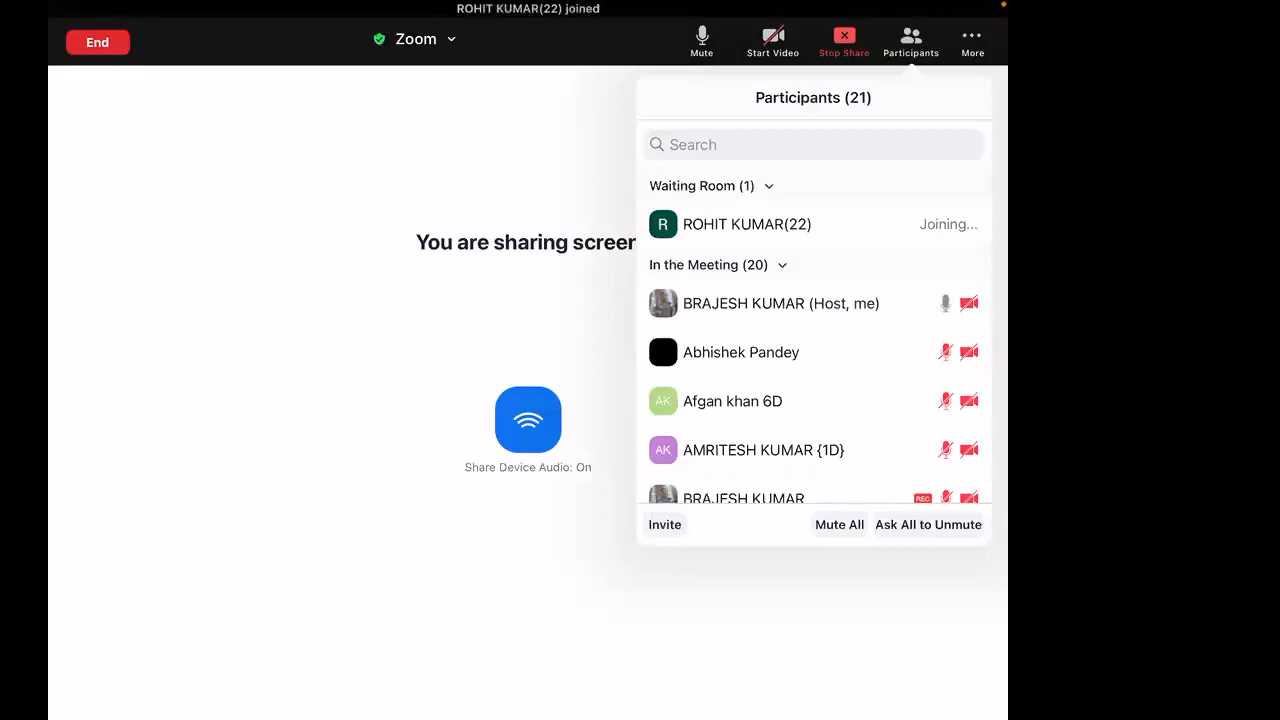 ROHIT KUMAR(22) joined
End
Zoom
Mute
Start Video
Stop Share
Participants
More
Participants (21)
Search
Waiting Room (1)
R ROHIT KUMAR(22) Joining...
You are sharing screen
In the Meeting (20)
BRAJESH KUMAR (Host, me)
Abhishek Pandey
AK Afgan khan 6D
AK AMRITESH KUMAR {1D}
BRAJESH KUMAR REC
Share Device Audio: On
Invite
Mute All
Ask All to Unmute